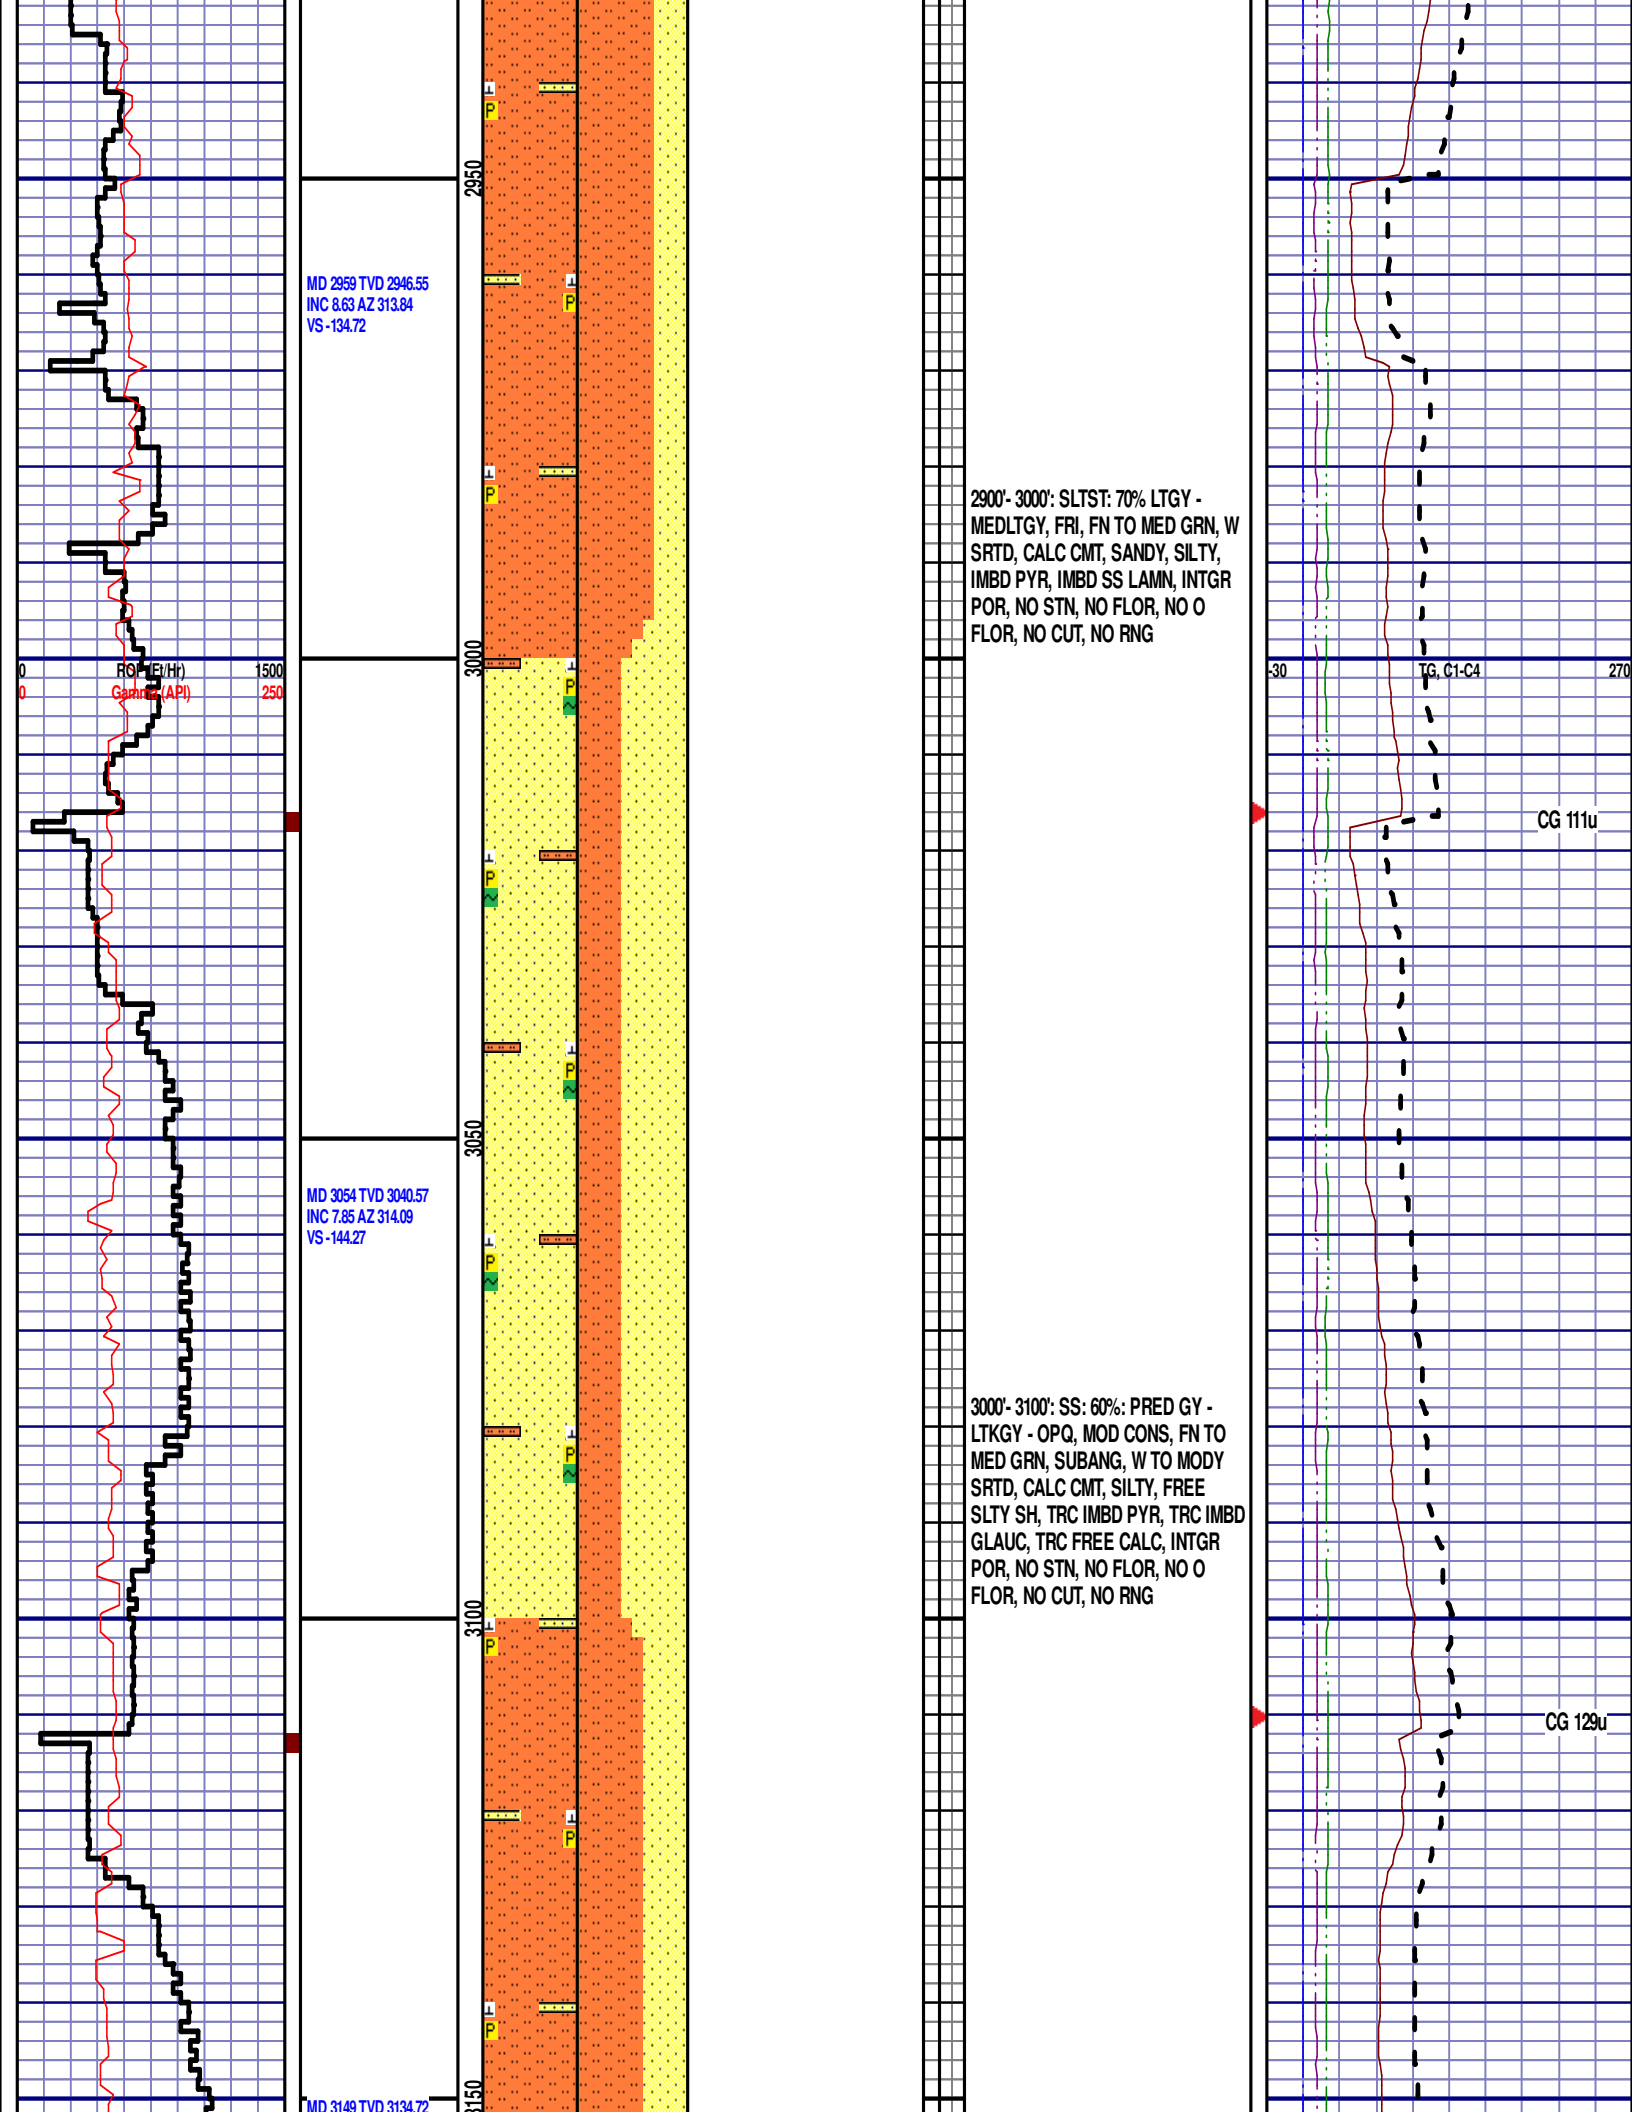 2950
MD 2959 TVD 2946.55
INC 8.63 AZ 313.84
VS -134.72
2900'- 3000': SLTST: 70% LTGY -
MEDLTGY, FRI, FN TO MED GRN, W
SRTD, CALC CMT, SANDY, SILTY,
IMBD PYR, IMBD SS LAMN, INTGR
POR, NO STN, NO FLOR, NO O
FLOR, NO CUT, NO RNG
3000
0 ROP (Ft/Hr) 1500
0 Gamma (API) 250
-30 TG, C1-C4 270
CG 111u
3050
MD 3054 TVD 3040.57
INC 7.85 AZ 314.09
VS -144.27
3000'- 3100': SS: 60%: PRED GY -
LTKGY - OPQ, MOD CONS, FN TO
MED GRN, SUBANG, W TO MODY
SRTD, CALC CMT, SILTY, FREE
SLTY SH, TRC IMBD PYR, TRC IMBD
GLAUC, TRC FREE CALC, INTGR
POR, NO STN, NO FLOR, NO O
FLOR, NO CUT, NO RNG
3100
CG 129u
MD 3149 TVD 3134.72
P
P
P
P
P
P
P
P
P
P
P